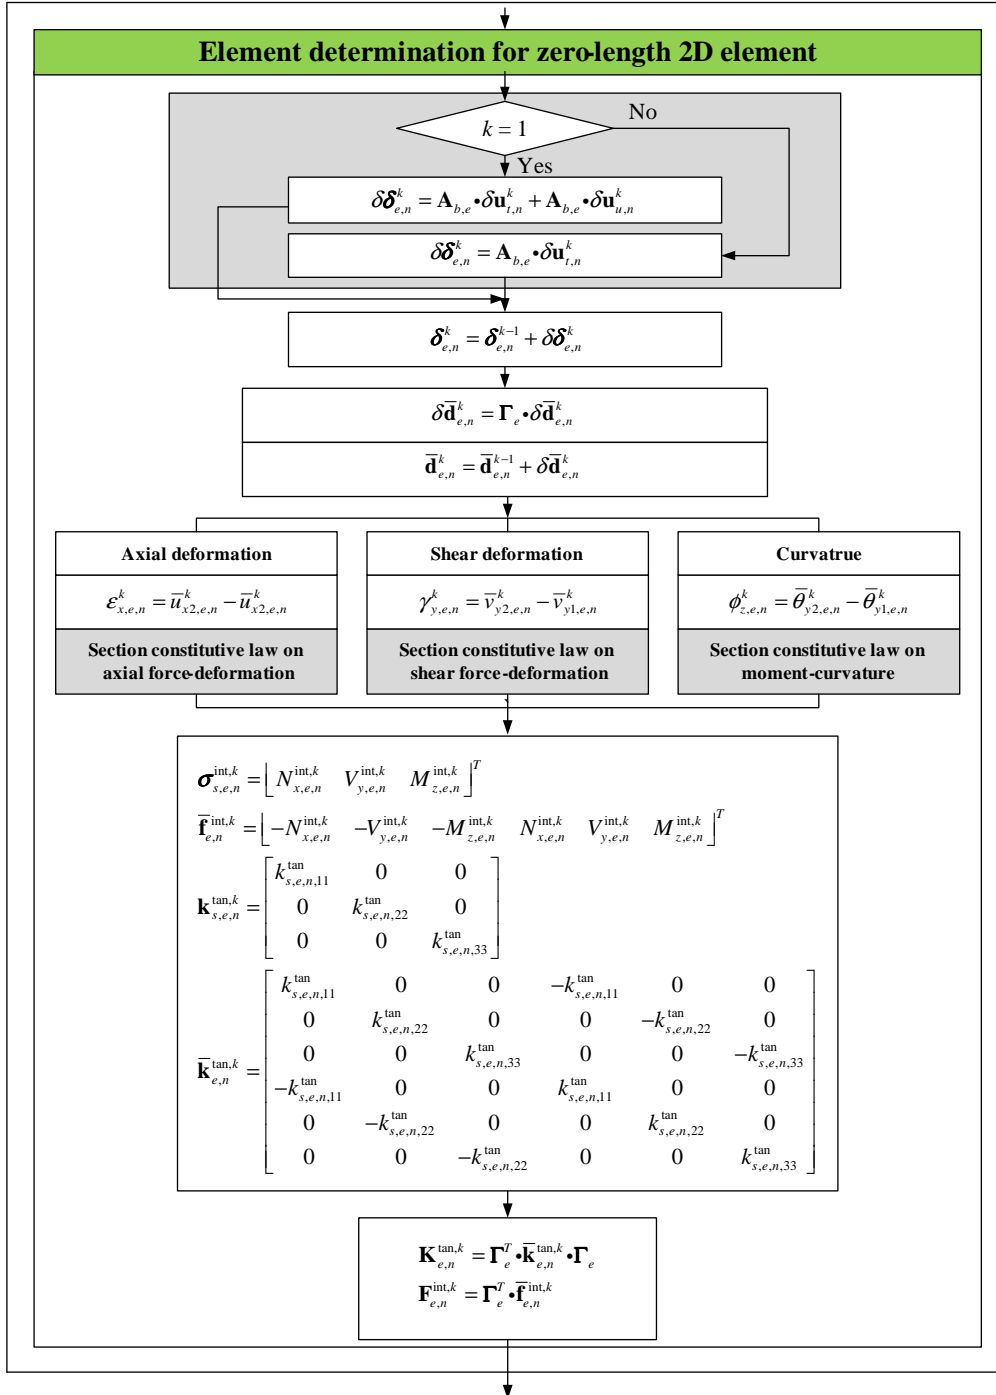 Element determination for zero-length 2D element
k = 1
No
Yes
δδ^k_{e,n} = A_{b,e} • δu^k_{t,n} + A_{b,e} • δu^k_{u,n}
δδ^k_{e,n} = A_{b,e} • δu^k_{t,n}
δ^k_{e,n} = δ^{k-1}_{e,n} + δδ^k_{e,n}
δd̄^k_{e,n} = Γ_e • δd̄^k_{e,n}
d̄^k_{e,n} = d̄^{k-1}_{e,n} + δd̄^k_{e,n}
Axial deformation
ε^k_{x,e,n} = ū^k_{x2,e,n} − ū^k_{x2,e,n}
Section constitutive law on
axial force-deformation
Shear deformation
γ^k_{y,e,n} = v̄^k_{y2,e,n} − v̄^k_{y1,e,n}
Section constitutive law on
shear force-deformation
Curvatrue
ϕ^k_{z,e,n} = θ̄^k_{y2,e,n} − θ̄^k_{y1,e,n}
Section constitutive law on
moment-curvature
σ^{int,k}_{s,e,n} = ⌊ N^{int,k}_{x,e,n} V^{int,k}_{y,e,n} M^{int,k}_{z,e,n} ⌋^T
f̄^{int,k}_{e,n} = ⌊ −N^{int,k}_{x,e,n} −V^{int,k}_{y,e,n} −M^{int,k}_{z,e,n} N^{int,k}_{x,e,n} V^{int,k}_{y,e,n} M^{int,k}_{z,e,n} ⌋^T
k^{tan,k}_{s,e,n} =
k^{tan}_{s,e,n,11} 0 0
0 k^{tan}_{s,e,n,22} 0
0 0 k^{tan}_{s,e,n,33}
k̄^{tan,k}_{e,n} =
k^{tan}_{s,e,n,11} 0 0 −k^{tan}_{s,e,n,11} 0 0
0 k^{tan}_{s,e,n,22} 0 0 −k^{tan}_{s,e,n,22} 0
0 0 k^{tan}_{s,e,n,33} 0 0 −k^{tan}_{s,e,n,33}
−k^{tan}_{s,e,n,11} 0 0 k^{tan}_{s,e,n,11} 0 0
0 −k^{tan}_{s,e,n,22} 0 0 k^{tan}_{s,e,n,22} 0
0 0 −k^{tan}_{s,e,n,22} 0 0 k^{tan}_{s,e,n,33}
K^{tan,k}_{e,n} = Γ^T_e • k̄^{tan,k}_{e,n} • Γ_e
F^{int,k}_{e,n} = Γ^T_e • f̄^{int,k}_{e,n}